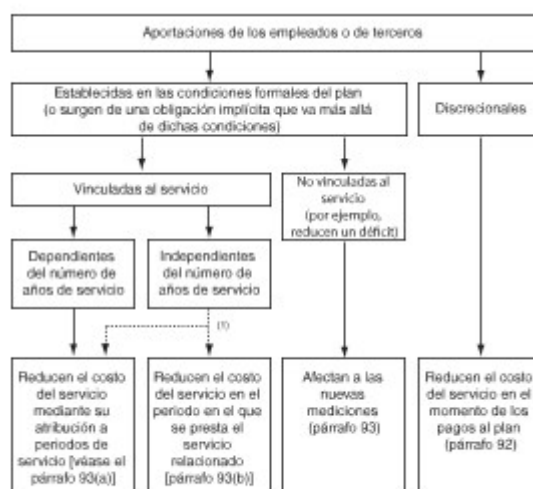 Aportaciones de los empleados o de terceros
Establecidas en las condiciones formales del plan
(o surgen de una obligación implícita que va más allá
de dichas condiciones)
Discrecionales
Vinculadas al servicio
No vinculadas al
servicio
(por ejemplo,
reducen un déficit)
Dependientes
del número de
años de servicio
Independientes
del número de
años de servicio
(1)
Reducen el costo
del servicio
mediante su
atribución a
periodos de
servicio [véase el
párrafo 93(a)]
Reducen el costo
del servicio en el
periodo en el que
se presta el
servicio
relacionado
[párrafo 93(b)]
Afectan a las
nuevas
mediciones
(párrafo 93)
Reducen el costo
del servicio en el
momento de los
pagos al plan
(párrafo 92)